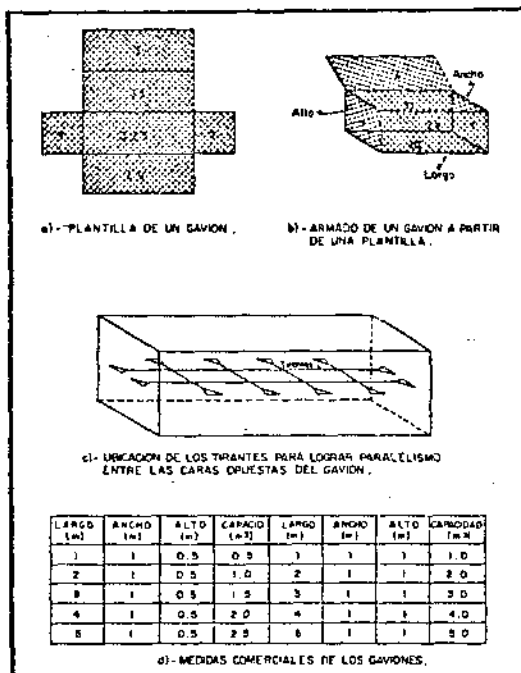 Ancho
Alto
Largo
a)- PLANTILLA DE UN GAVION.
b)- ARMADO DE UN GAVION A PARTIR
DE UNA PLANTILLA.
c)- UBICACION DE LOS TIRANTES PARA LOGRAR PARALELISMO
ENTRE LAS CARAS OPUESTAS DEL GAVION.
LARGO (m) ANCHO (m) ALTO (m) CAPACID (m3) LARGO (m) ANCHO (m) ALTO (m) CAPACIDAD (m3)
1 1 0.5 0.5 1 1 1 1.0
2 1 0.5 1.0 2 1 1 2.0
3 1 0.5 1.5 3 1 1 3.0
4 1 0.5 2.0 4 1 1 4.0
5 1 0.5 2.5 5 1 1 5.0
d)- MEDIDAS COMERCIALES DE LOS GAVIONES.